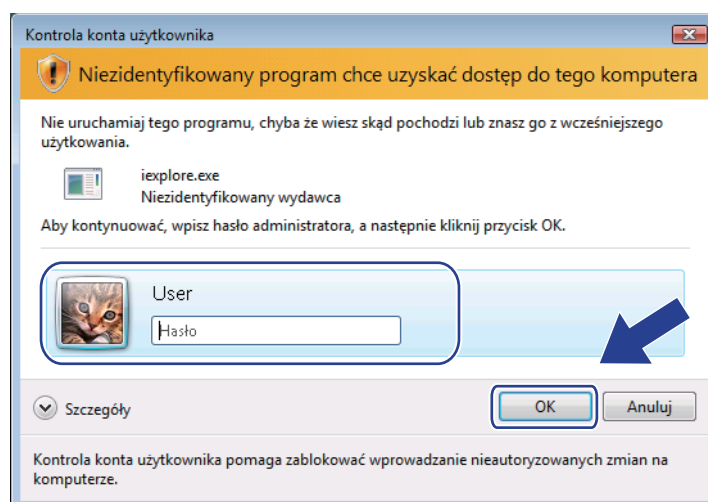 Kontrola konta użytkownika
Niezidentyfikowany program chce uzyskać dostęp do tego komputera
Nie uruchamiaj tego programu, chyba że wiesz skąd pochodzi lub znasz go z wcześniejszego
użytkowania.
iexplore.exe
Niezidentyfikowany wydawca
Aby kontynuować, wpisz hasło administratora, a następnie kliknij przycisk OK.
User
Hasło
Szczegóły
OK
Anuluj
Kontrola konta użytkownika pomaga zablokować wprowadzanie nieautoryzowanych zmian na
komputerze.